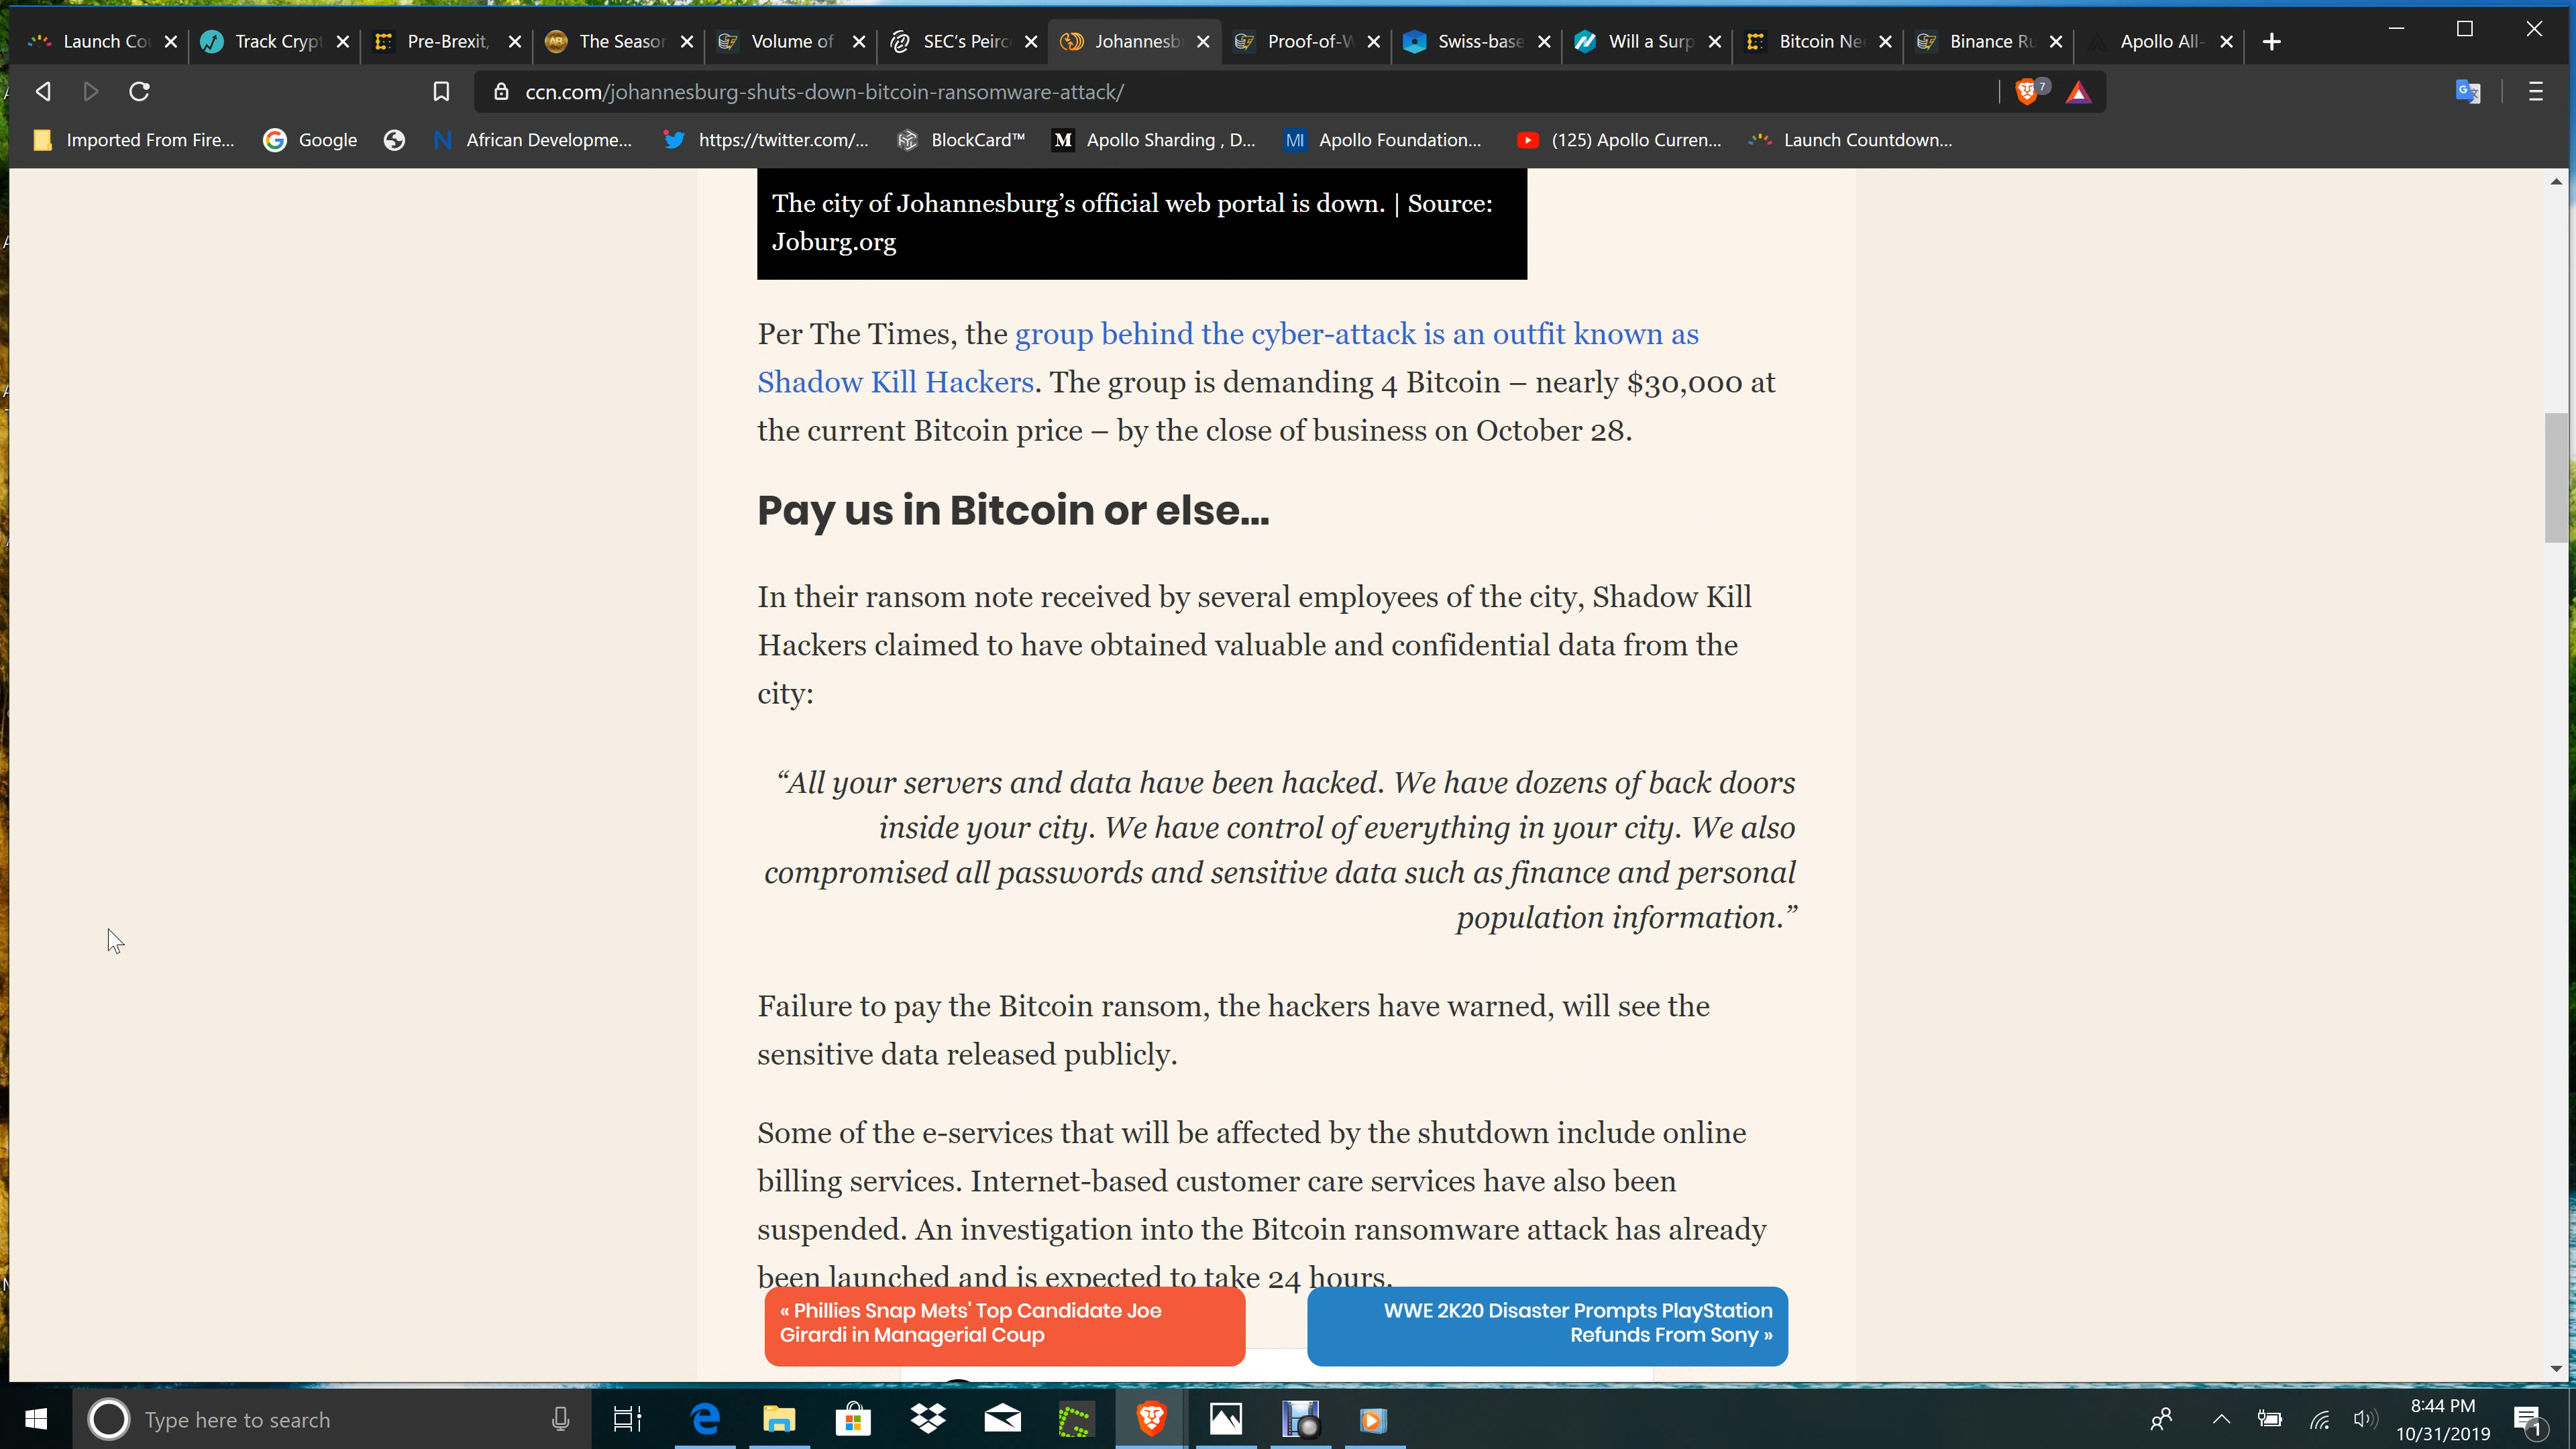 Launch Co
Track Crypt
Pre-Brexit,
The Season
Volume of
SEC's Peirc
Johannesb
Proof-of-W
Swiss-base
Will a Surp
Bitcoin Ne
Binance Ru
Apollo All-
ccn.com/johannesburg-shuts-down-bitcoin-ransomware-attack/
7
Imported From Fire...
Google
African Developme...
https://twitter.com/...
BlockCard™
M
Apollo Sharding , D...
MI
Apollo Foundation...
(125) Apollo Curren...
Launch Countdown...
The city of Johannesburg’s official web portal is down. | Source:
Joburg.org
Per The Times, the group behind the cyber-attack is an outfit known as
Shadow Kill Hackers. The group is demanding 4 Bitcoin – nearly $30,000 at
the current Bitcoin price – by the close of business on October 28.
Pay us in Bitcoin or else...
In their ransom note received by several employees of the city, Shadow Kill
Hackers claimed to have obtained valuable and confidential data from the
city:
“All your servers and data have been hacked. We have dozens of back doors
inside your city. We have control of everything in your city. We also
compromised all passwords and sensitive data such as finance and personal
population information.”
Failure to pay the Bitcoin ransom, the hackers have warned, will see the
sensitive data released publicly.
Some of the e-services that will be affected by the shutdown include online
billing services. Internet-based customer care services have also been
suspended. An investigation into the Bitcoin ransomware attack has already
been launched and is expected to take 24 hours.
« Phillies Snap Mets' Top Candidate Joe
Girardi in Managerial Coup
WWE 2K20 Disaster Prompts PlayStation
Refunds From Sony »
Type here to search
8:44 PM
10/31/2019
1